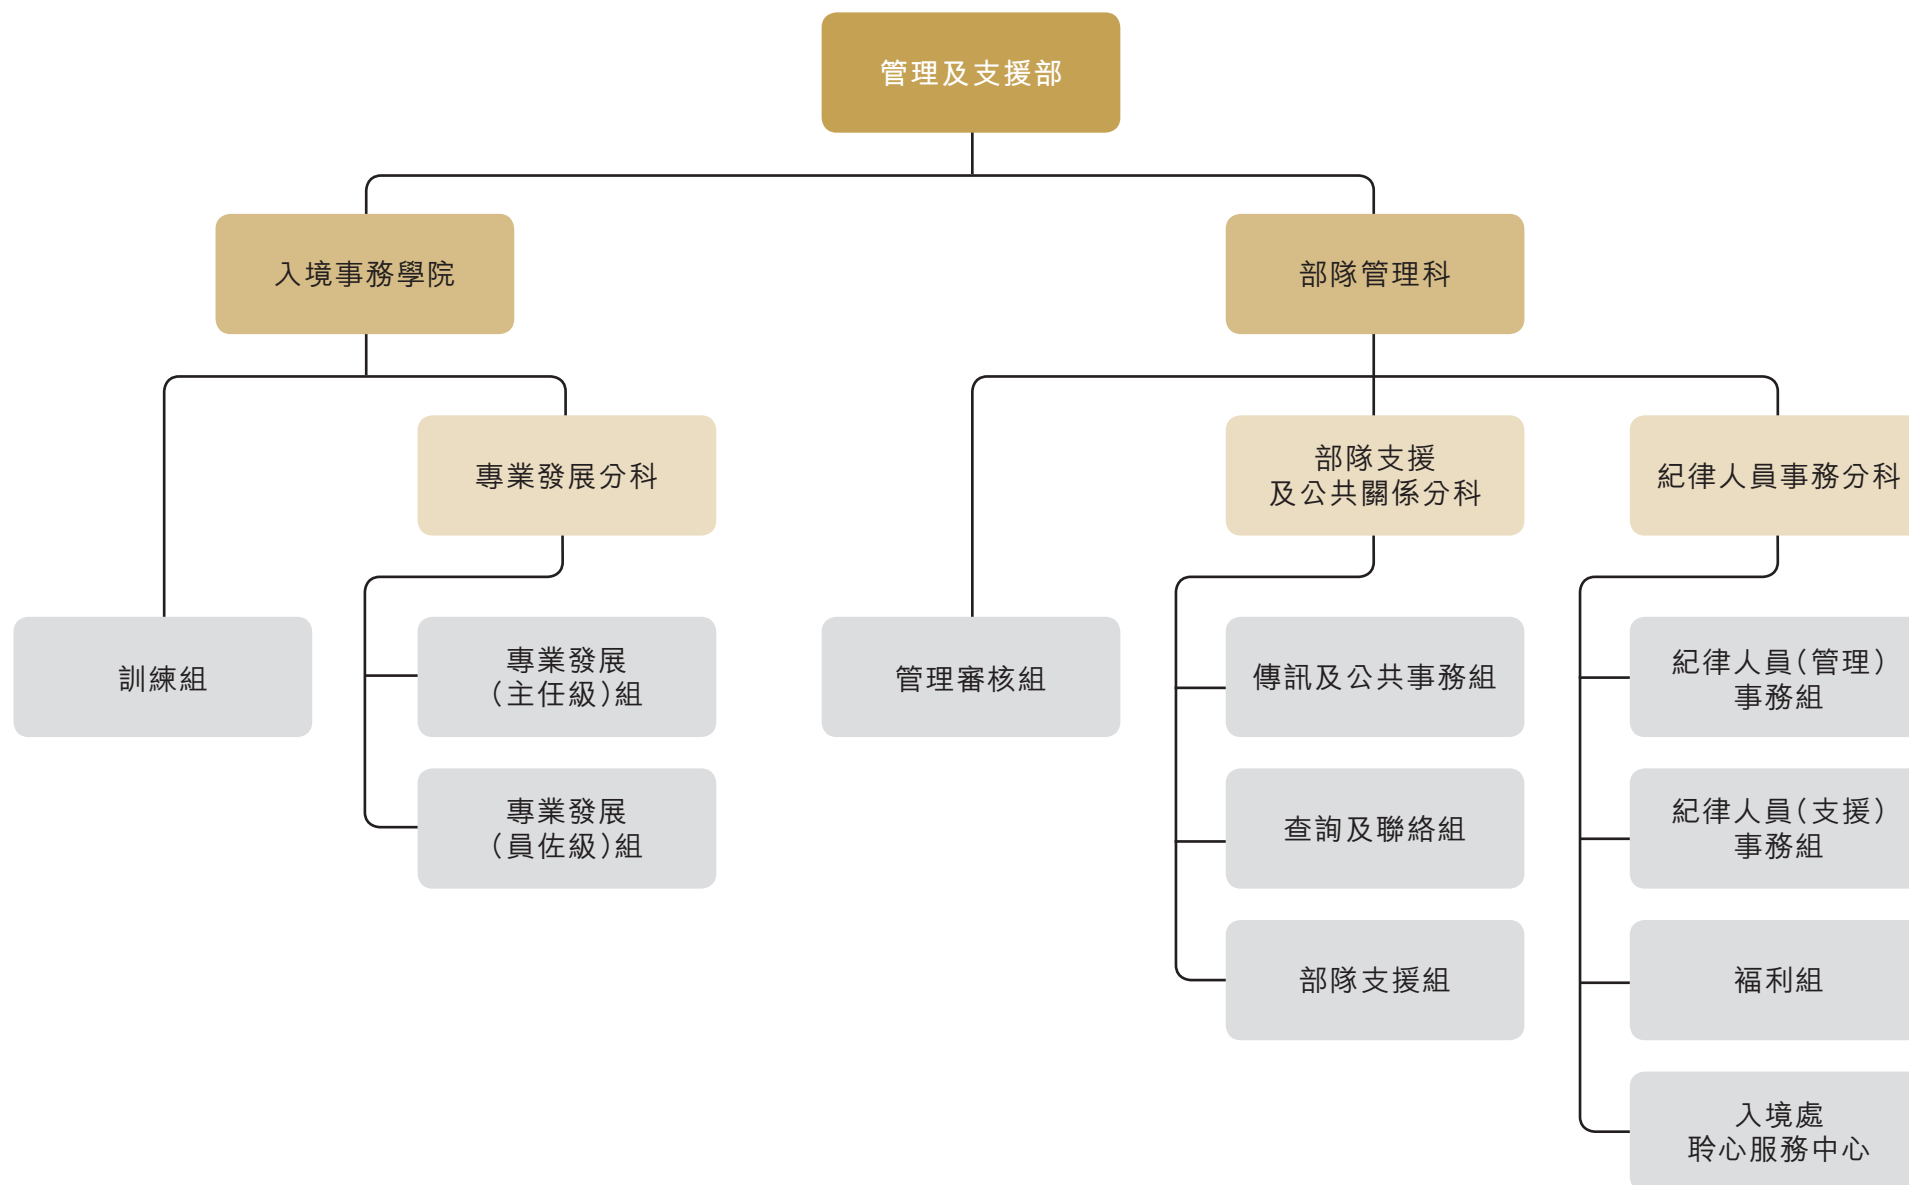 管理及支援部
入境事務學院
部隊管理科
專業發展分科
部隊支援
及公共關係分科
紀律人員事務分科
訓練組
專業發展
（主任級）組
管理審核組
傳訊及公共事務組
紀律人員（管理）
事務組
專業發展
（員佐級）組
查詢及聯絡組
紀律人員（支援）
事務組
部隊支援組
福利組
入境處
聆心服務中心